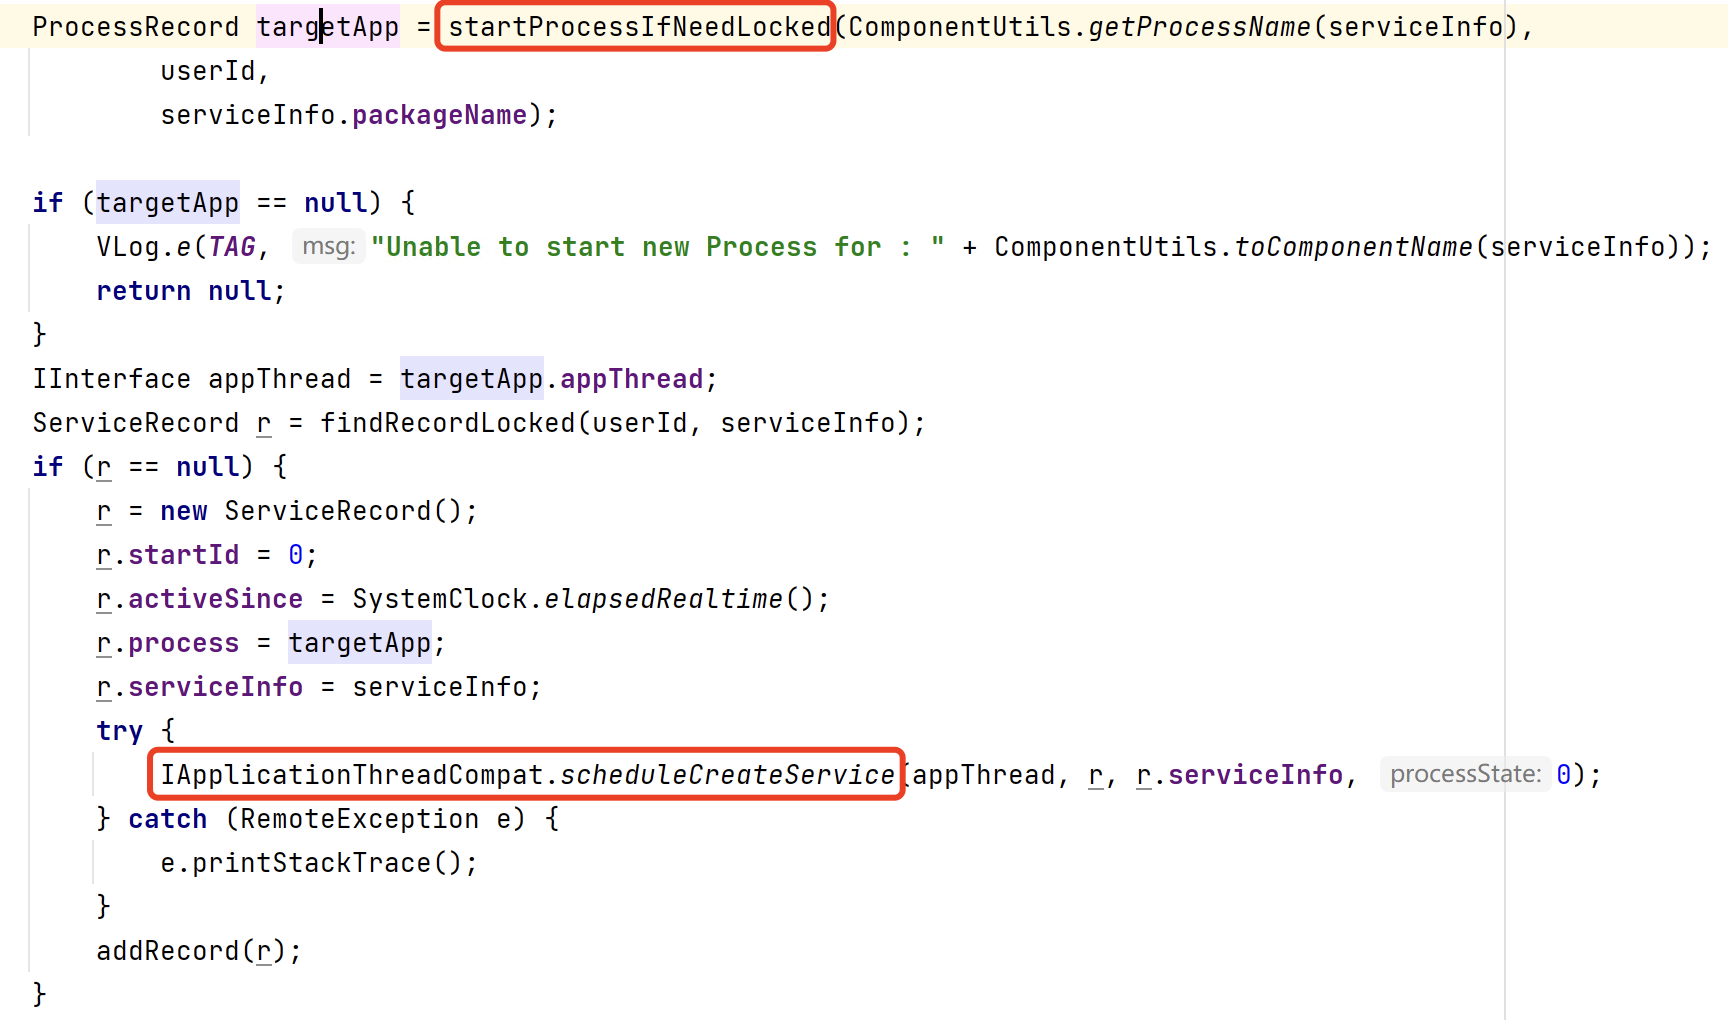 ProcessRecord targetApp = startProcessIfNeedLocked(ComponentUtils.getProcessName(serviceInfo),
        userId,
        serviceInfo.packageName);

if (targetApp == null) {
    VLog.e(TAG, msg: "Unable to start new Process for : " + ComponentUtils.toComponentName(serviceInfo));
    return null;
}
IInterface appThread = targetApp.appThread;
ServiceRecord r = findRecordLocked(userId, serviceInfo);
if (r == null) {
    r = new ServiceRecord();
    r.startId = 0;
    r.activeSince = SystemClock.elapsedRealtime();
    r.process = targetApp;
    r.serviceInfo = serviceInfo;
    try {
        IApplicationThreadCompat.scheduleCreateService(appThread, r, r.serviceInfo, processState: 0);
    } catch (RemoteException e) {
        e.printStackTrace();
    }
    addRecord(r);
}